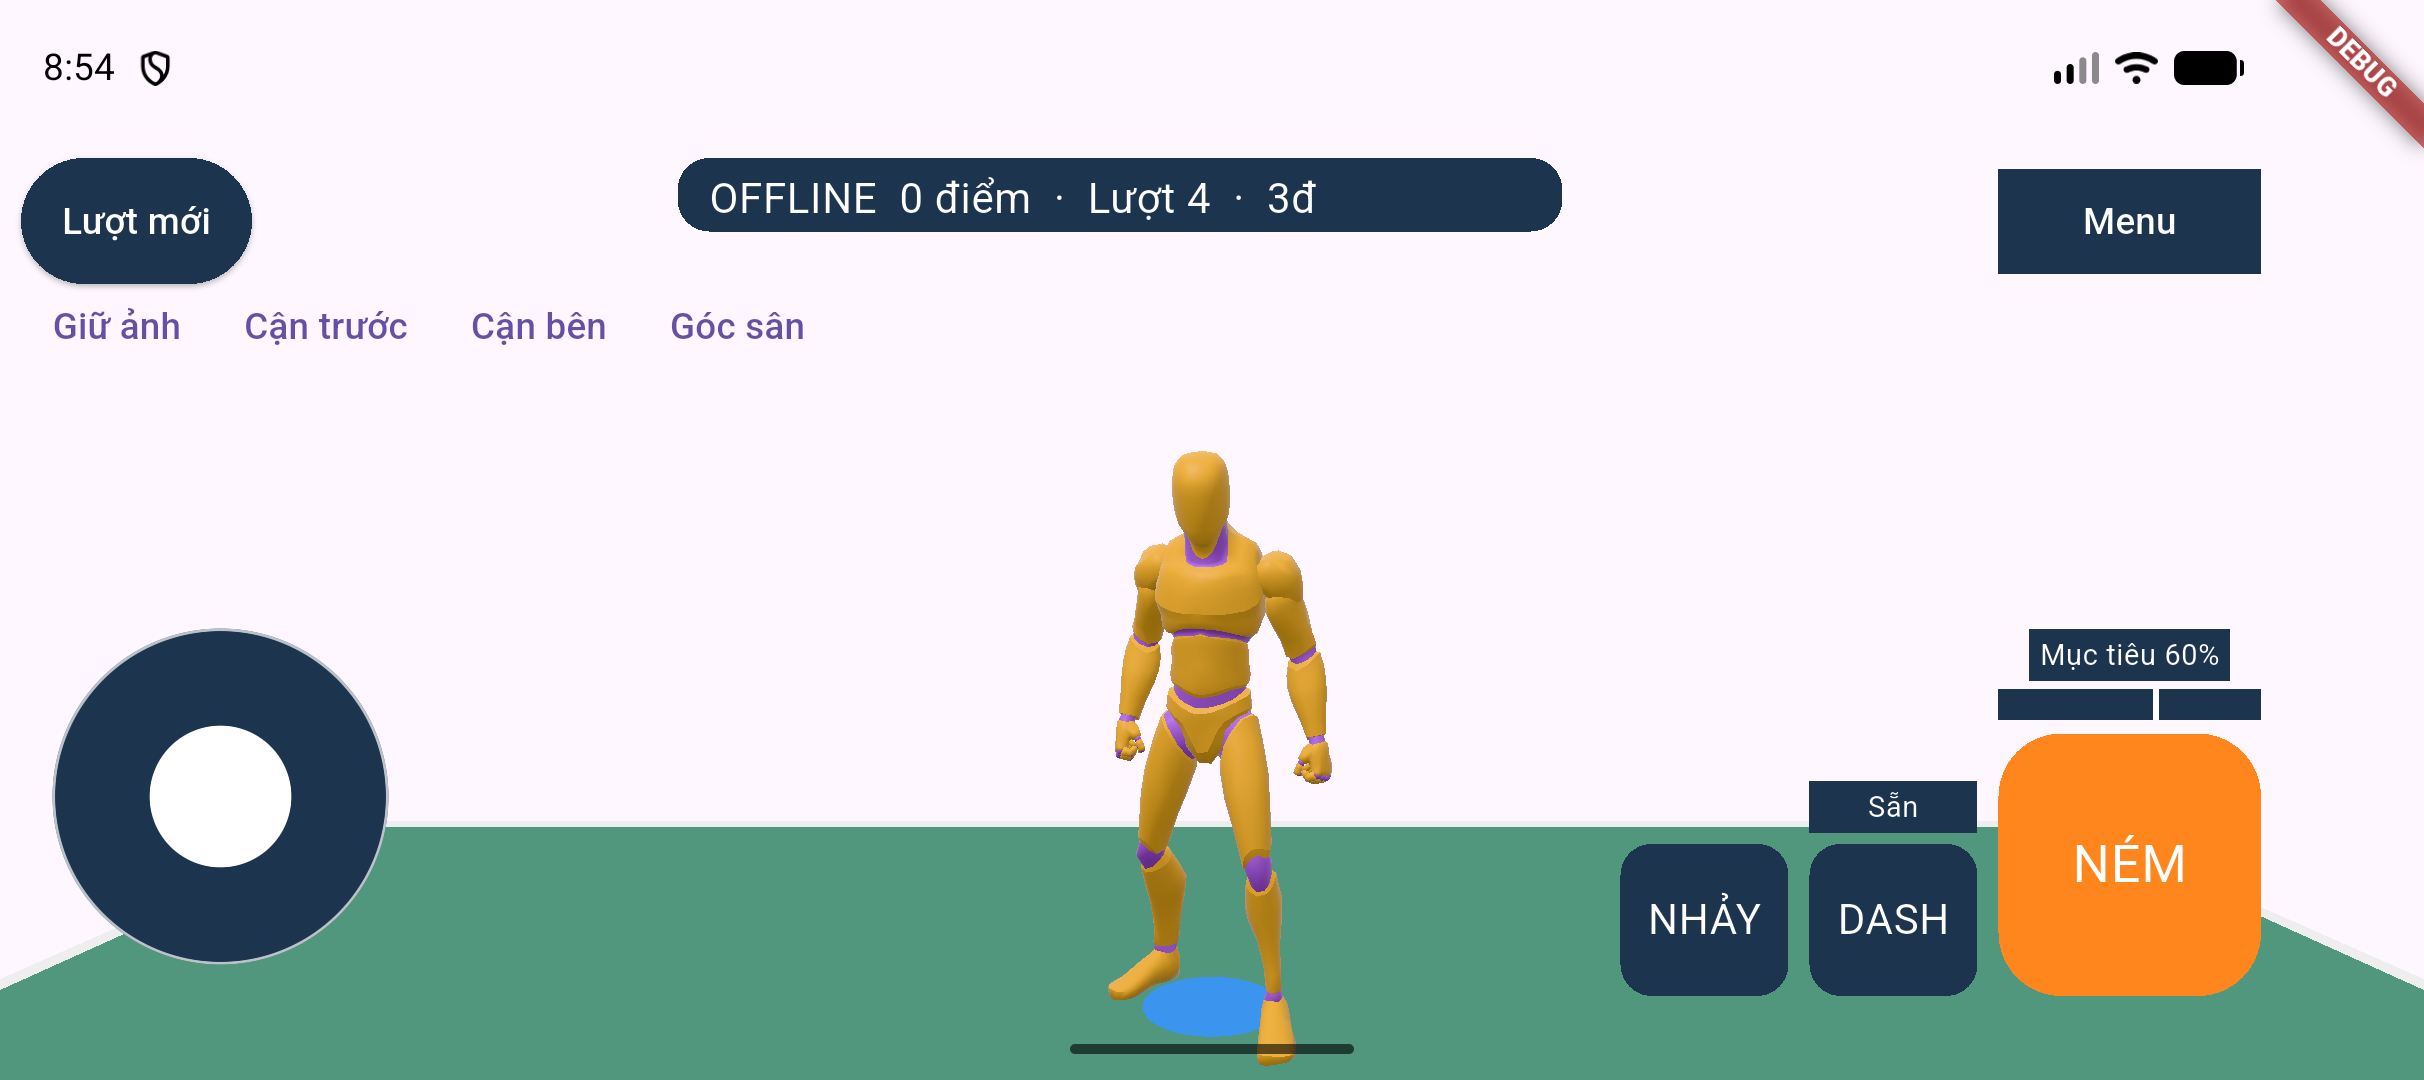 8:54
DEBUG
Lượt mới
OFFLINE 0 điểm · Lượt 4 · 3đ
Menu
Giữ ảnh Cận trước Cận bên Góc sân
Mục tiêu 60%
Sẵn
NÉM
NHẢY
DASH